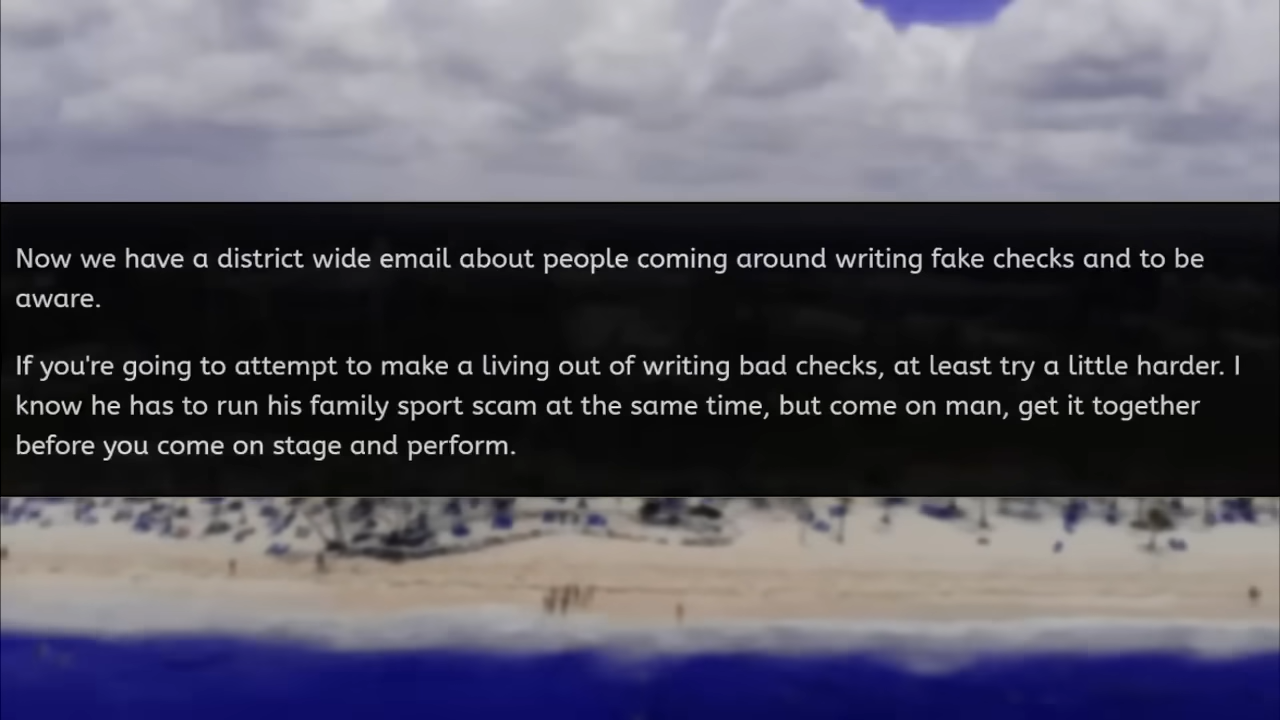 Now we have a district wide email about people coming around writing fake checks and to be
aware.
If you're going to attempt to make a living out of writing bad checks, at least try a little harder. I
know he has to run his family sport scam at the same time, but come on man, get it together
before you come on stage and perform.